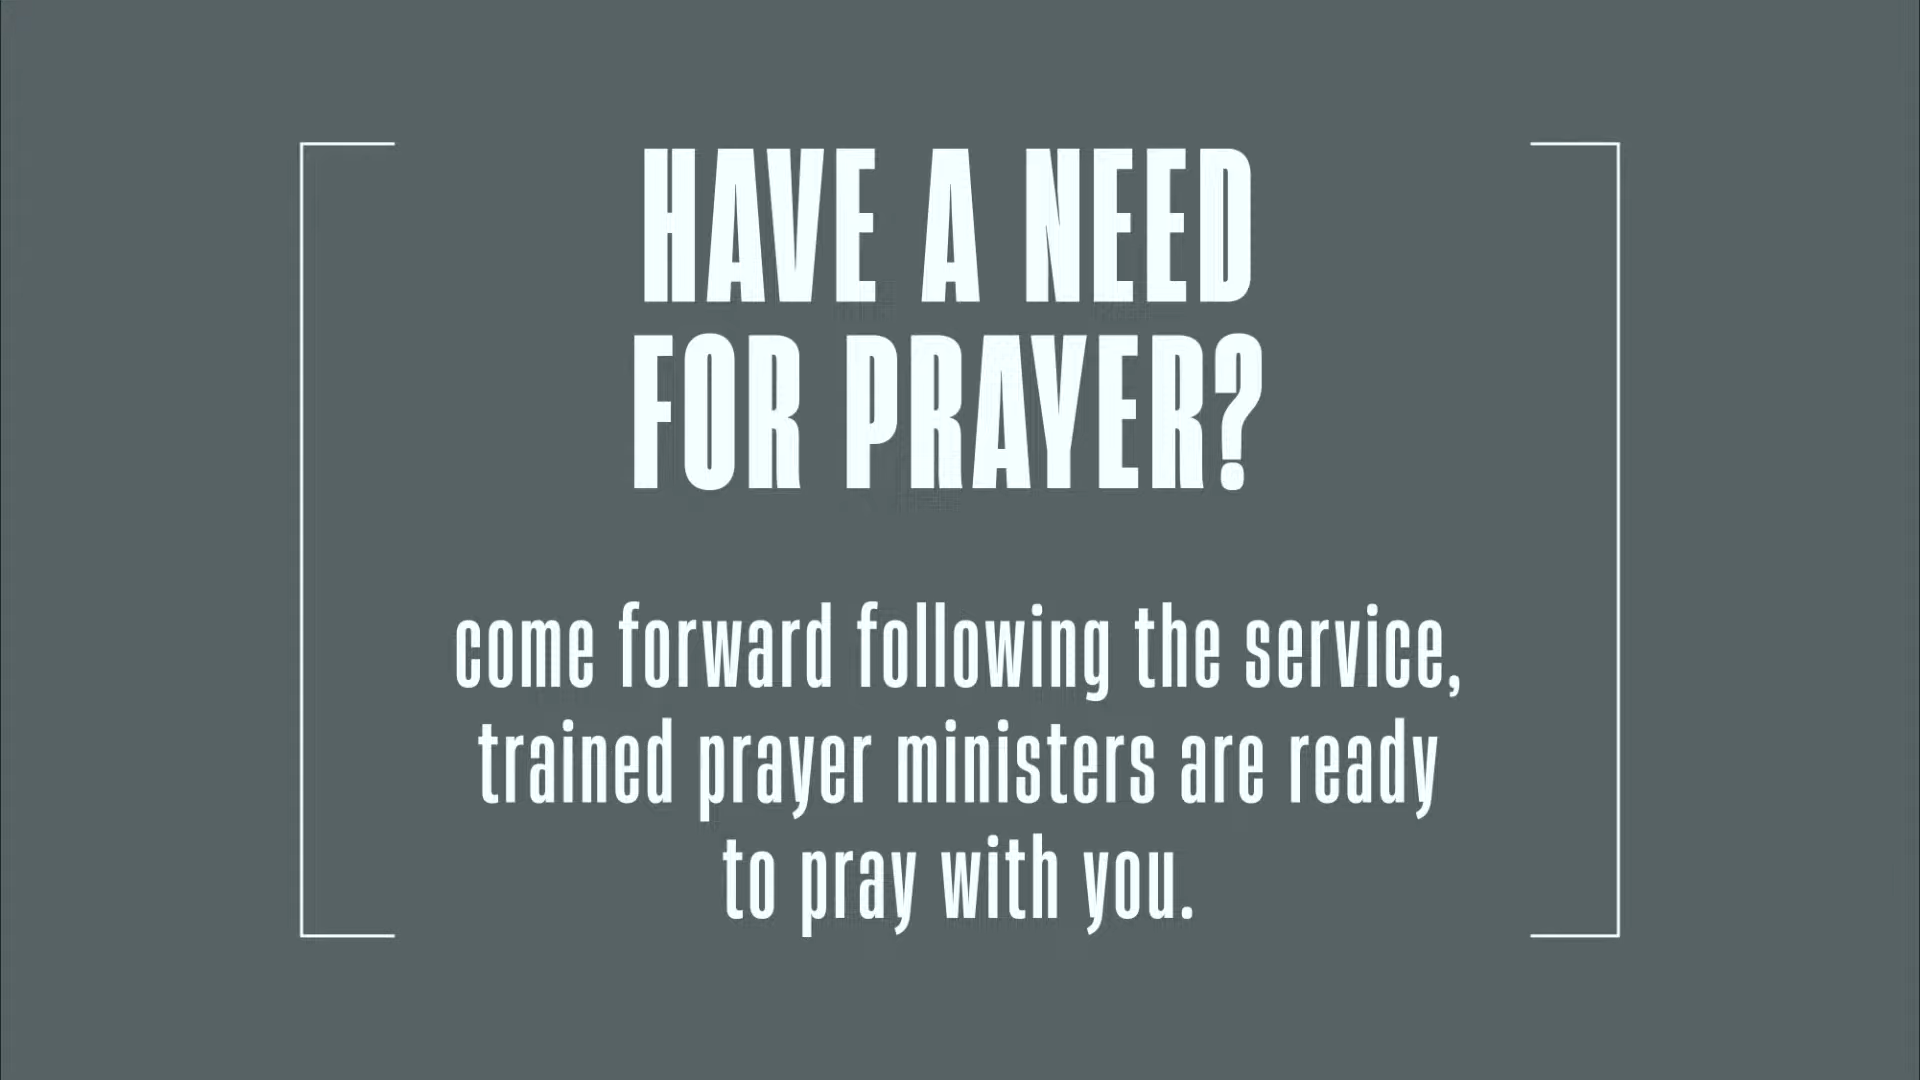 HAVE A NEED
FOR PRAYER?
come forward following the service,
trained prayer ministers are ready
to pray with you.